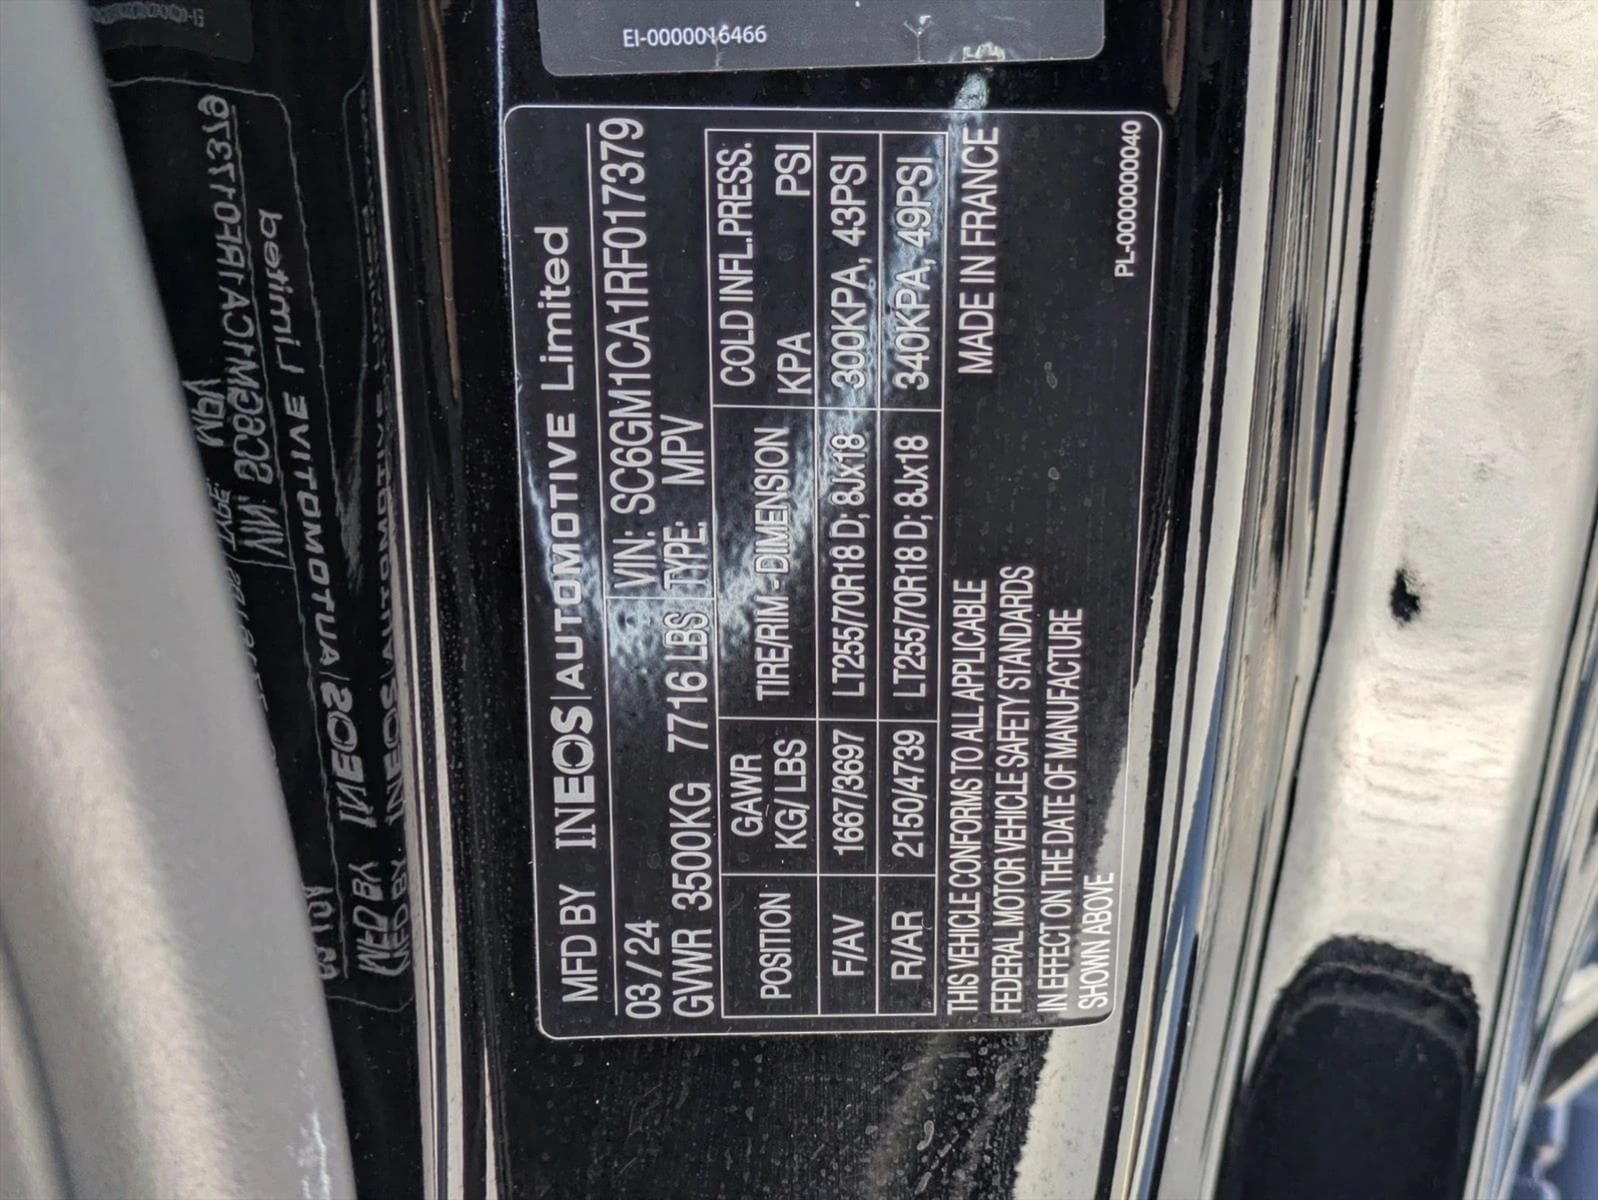 EI-0000016466
MFD BY INEOS|AUTOMOTIVE Limited
03 / 24 VIN: SC6GM1CA1RF017379
GVWR 3500KG 7716 LBS TYPE: MPV
POSITION GAWR KG/ LBS TIRE/RIM - DIMENSION COLD INFL.PRESS. KPA PSI
F/AV 1667/3697 LT255/70R18 D; 8Jx18 300KPA, 43PSI
R/AR 2150/4739 LT255/70R18 D; 8Jx18 340KPA, 49PSI
THIS VEHICLE CONFORMS TO ALL APPLICABLE
FEDERAL MOTOR VEHICLE SAFETY STANDARDS
IN EFFECT ON THE DATE OF MANUFACTURE
SHOWN ABOVE
MADE IN FRANCE
PL-0000000040